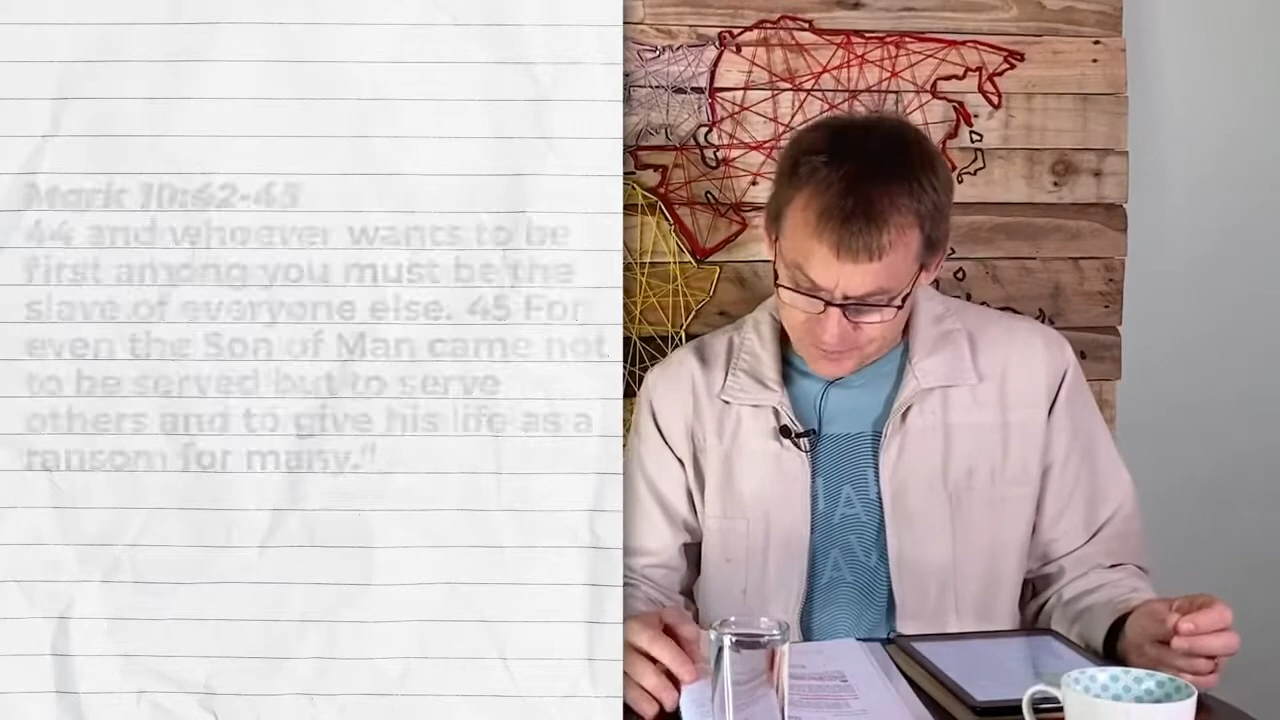 Mark 10:42-45
44 and whoever wants to be
first among you must be the
slave of everyone else. 45 For
even the Son of Man came not
to be served but to serve
others and to give his life as a
ransom for many."